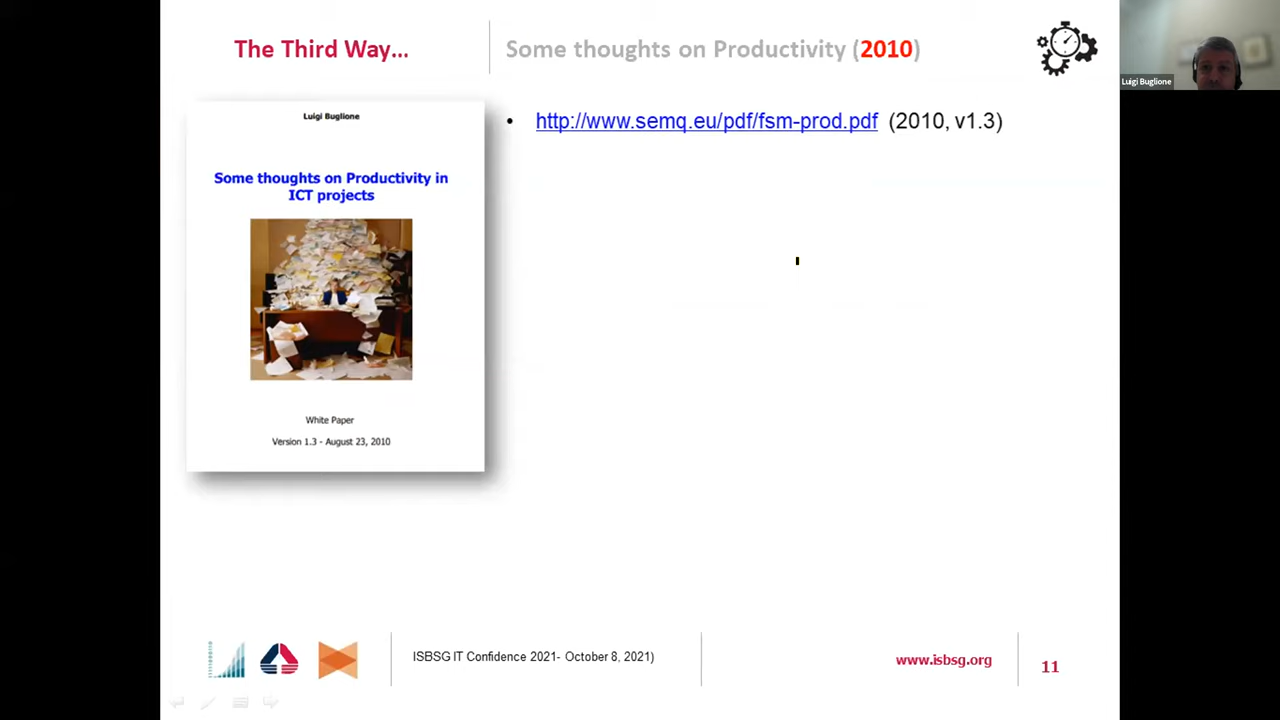 The Third Way...
Some thoughts on Productivity (2010)
Luigi Buglione
Luigi Buglione
Some thoughts on Productivity in
ICT projects
White Paper
Version 1.3 - August 23, 2010
• http://www.semq.eu/pdf/fsm-prod.pdf (2010, v1.3)
ISBSG IT Confidence 2021- October 8, 2021)
www.isbsg.org
11